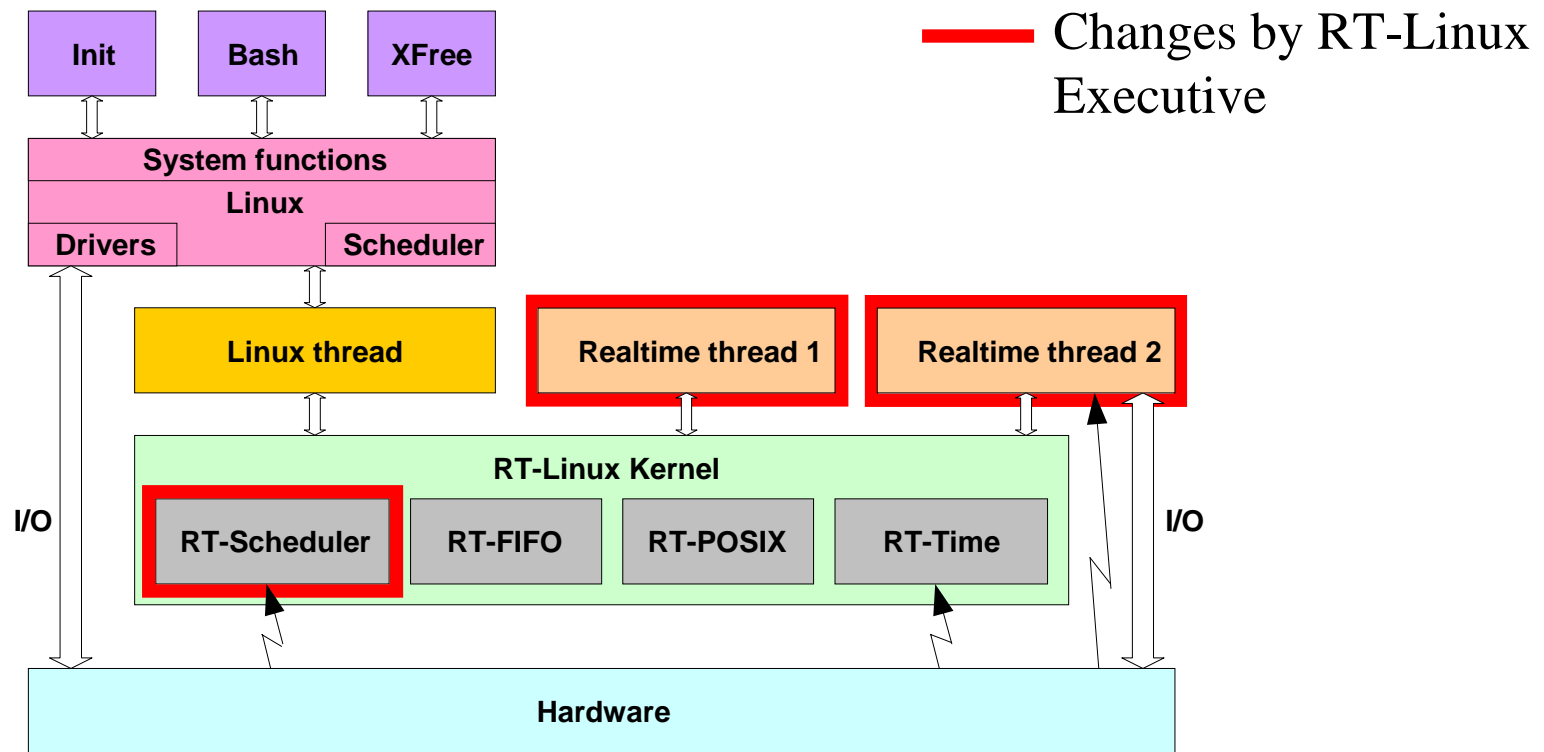 Init
Bash
XFree
Changes by RT-Linux
Executive
System functions
Linux
Drivers
Scheduler
Linux thread
Realtime thread 1
Realtime thread 2
RT-Linux Kernel
I/O
RT-Scheduler
RT-FIFO
RT-POSIX
RT-Time
I/O
Hardware